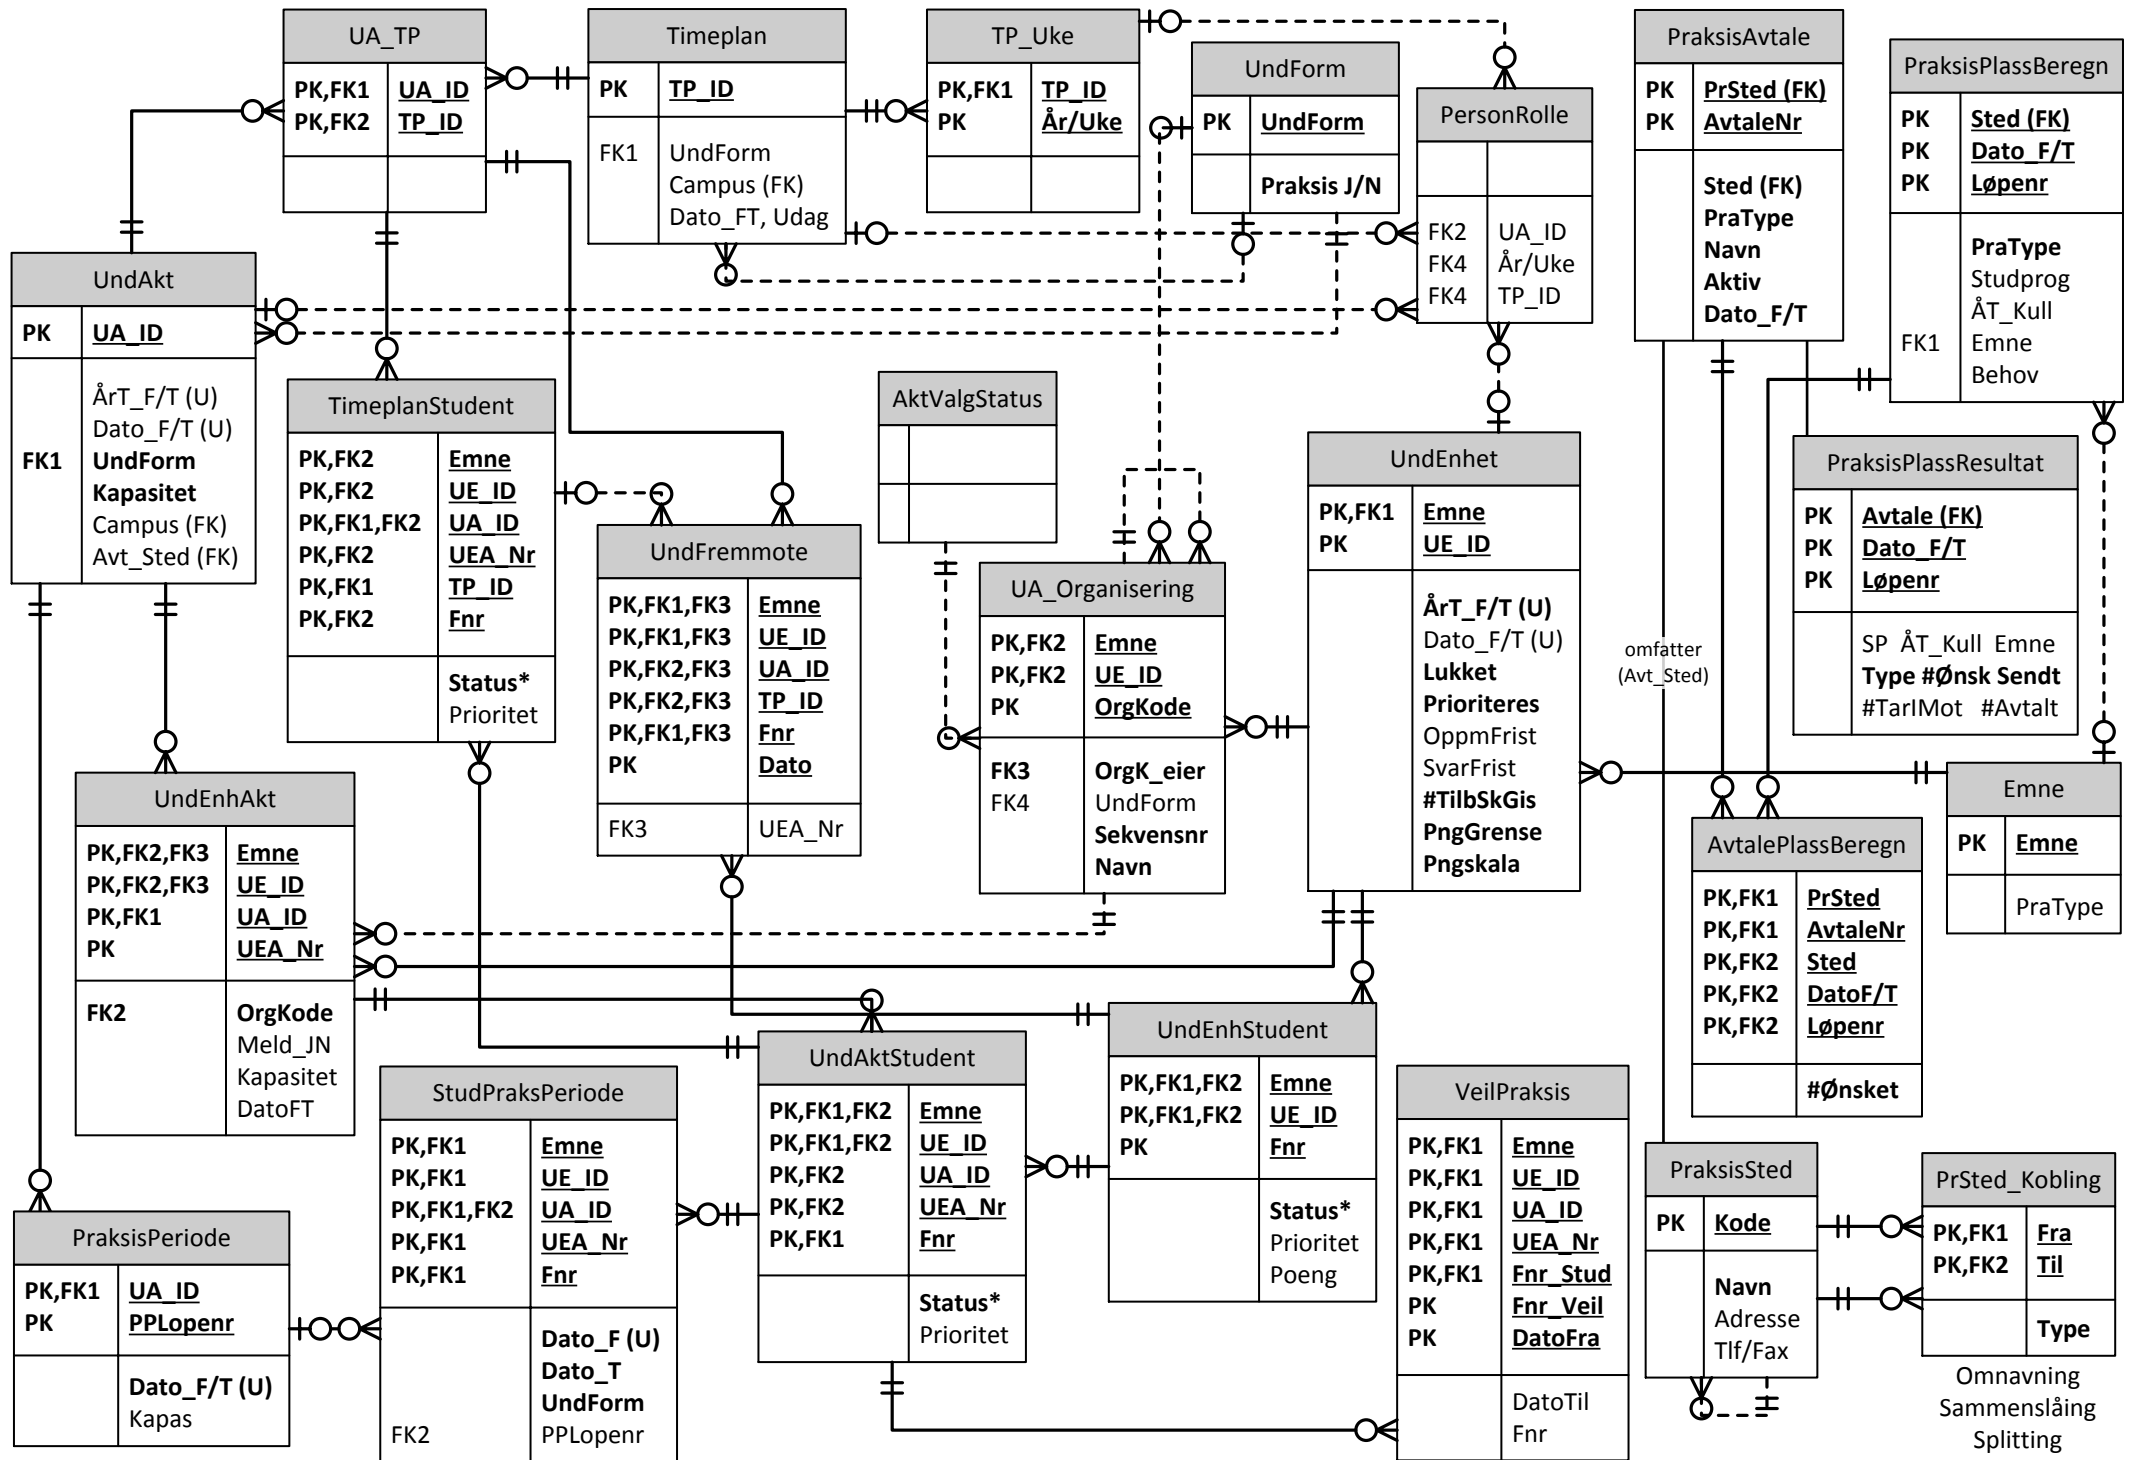 UA_TP
PK,FK1 UA_ID
PK,FK2 TP_ID
Timeplan
PK TP_ID
FK1 UndForm
Campus (FK)
Dato_FT, Udag
TP_Uke
PK,FK1 TP_ID
PK År/Uke
UndForm
PK UndForm
Praksis J/N
PersonRolle
FK2 UA_ID
FK4 År/Uke
FK4 TP_ID
PraksisAvtale
PK PrSted (FK)
PK AvtaleNr
Sted (FK)
PraType
Navn
Aktiv
Dato_F/T
PraksisPlassBeregn
PK Sted (FK)
PK Dato_F/T
PK Løpenr
PraType
Studprog
ÅT_Kull
FK1 Emne
Behov
UndAkt
PK UA_ID
ÅrT_F/T (U)
Dato_F/T (U)
FK1 UndForm
Kapasitet
Campus (FK)
Avt_Sted (FK)
TimeplanStudent
PK,FK2 Emne
PK,FK2 UE_ID
PK,FK1,FK2 UA_ID
PK,FK2 UEA_Nr
PK,FK1 TP_ID
PK,FK2 Fnr
Status*
Prioritet
UndFremmote
PK,FK1,FK3 Emne
PK,FK1,FK3 UE_ID
PK,FK2,FK3 UA_ID
PK,FK2,FK3 TP_ID
PK,FK1,FK3 Fnr
PK Dato
FK3 UEA_Nr
AktValgStatus
UA_Organisering
PK,FK2 Emne
PK,FK2 UE_ID
PK OrgKode
FK3 OrgK_eier
FK4 UndForm
Sekvensnr
Navn
UndEnhet
PK,FK1 Emne
PK UE_ID
ÅrT_F/T (U)
Dato_F/T (U)
Lukket
Prioriteres
OppmFrist
SvarFrist
#TilbSkGis
PngGrense
Pngskala
omfatter
(Avt_Sted)
PraksisPlassResultat
PK Avtale (FK)
PK Dato_F/T
PK Løpenr
SP ÅT_Kull Emne
Type #Ønsk Sendt
#TarIMot #Avtalt
Emne
PK Emne
PraType
AvtalePlassBeregn
PK,FK1 PrSted
PK,FK1 AvtaleNr
PK,FK2 Sted
PK,FK2 DatoF/T
PK,FK2 Løpenr
#Ønsket
UndEnhAkt
PK,FK2,FK3 Emne
PK,FK2,FK3 UE_ID
PK,FK1 UA_ID
PK UEA_Nr
FK2 OrgKode
Meld_JN
Kapasitet
DatoFT
StudPraksPeriode
PK,FK1 Emne
PK,FK1 UE_ID
PK,FK1,FK2 UA_ID
PK,FK1 UEA_Nr
PK,FK1 Fnr
Dato_F (U)
Dato_T
UndForm
FK2 PPLopenr
UndAktStudent
PK,FK1,FK2 Emne
PK,FK1,FK2 UE_ID
PK,FK2 UA_ID
PK,FK2 UEA_Nr
PK,FK1 Fnr
Status*
Prioritet
UndEnhStudent
PK,FK1,FK2 Emne
PK,FK1,FK2 UE_ID
PK Fnr
Status*
Prioritet
Poeng
VeilPraksis
PK,FK1 Emne
PK,FK1 UE_ID
PK,FK1 UA_ID
PK,FK1 UEA_Nr
PK,FK1 Fnr_Stud
PK Fnr_Veil
PK DatoFra
DatoTil
Fnr
PraksisSted
PK Kode
Navn
Adresse
Tlf/Fax
PrSted_Kobling
PK,FK1 Fra
PK,FK2 Til
Type
Omnavning
Sammenslåing
Splitting
PraksisPeriode
PK,FK1 UA_ID
PK PPLopenr
Dato_F/T (U)
Kapas